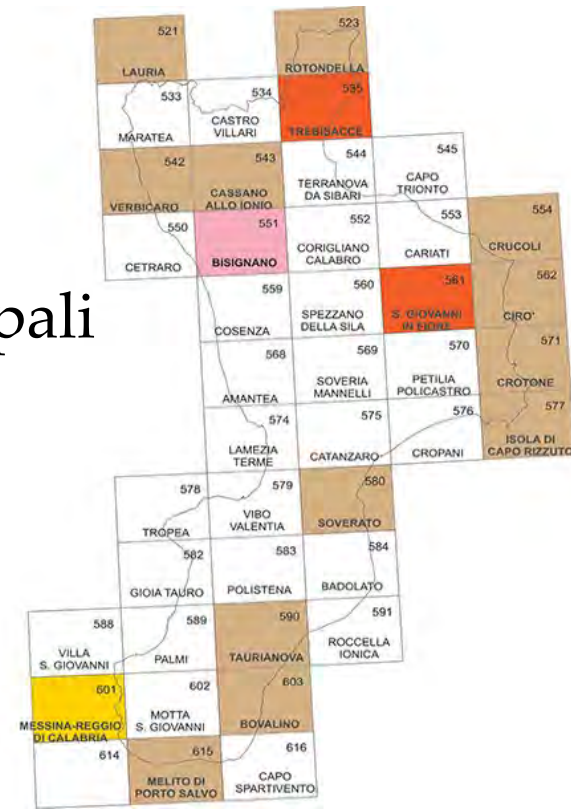 521
LAURIA
523
ROTONDELLA
533
MARATEA
534
CASTRO
VILLARI
535
TREBISACCE
542
VERBICARO
543
CASSANO
ALLO IONIO
544
TERRANOVA
DA SIBARI
545
CAPO
TRIONTO
550
CETRARO
551
BISIGNANO
552
CORIGLIANO
CALABRO
553
CARIATI
554
CRUCOLI
pali
559
COSENZA
560
SPEZZANO
DELLA SILA
561
S. GIOVANNI
IN FIORE
562
CIRO'
568
AMANTEA
569
SOVERIA
MANNELLI
570
PETILIA
POLICASTRO
571
CROTONE
574
LAMEZIA
TERME
575
CATANZARO
576
CROPANI
577
ISOLA DI
CAPO RIZZUTO
578
TROPEA
579
VIBO
VALENTIA
580
SOVERATO
582
GIOIA TAURO
583
POLISTENA
584
BADOLATO
588
VILLA
S. GIOVANNI
589
PALMI
590
TAURIANOVA
591
ROCCELLA
IONICA
601
MESSINA-REGGIO
DI CALABRIA
602
MOTTA
S. GIOVANNI
603
BOVALINO
614
615
MELITO DI
PORTO SALVO
616
CAPO
SPARTIVENTO